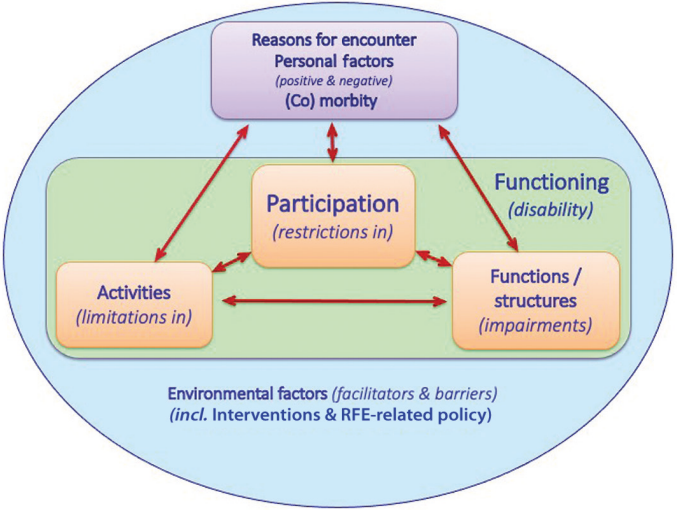 Reasons for encounter
Personal factors
(positive & negative)
(Co) morbity
Functioning
(disability)
Participation
(restrictions in)
Activities
(limitations in)
Functions /
structures
(impairments)
Environmental factors (facilitators & barriers)
(incl. Interventions & RFE-related policy)